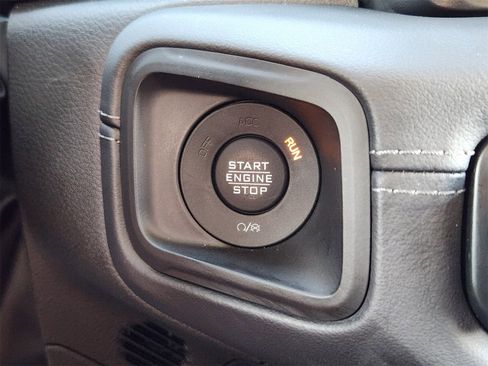 OFF
ACC
RUN
START
ENGINE
STOP